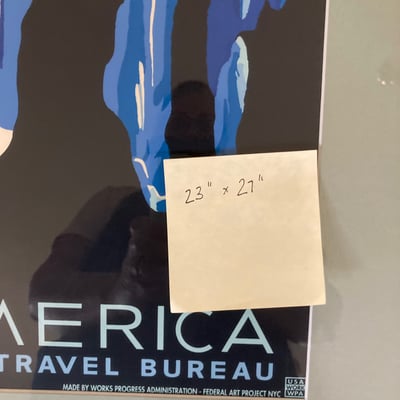 23" x 27"
MERICA
TRAVEL BUREAU
MADE BY WORKS PROGRESS ADMINISTRATION - FEDERAL ART PROJECT NYC
USA
WORK
WPA